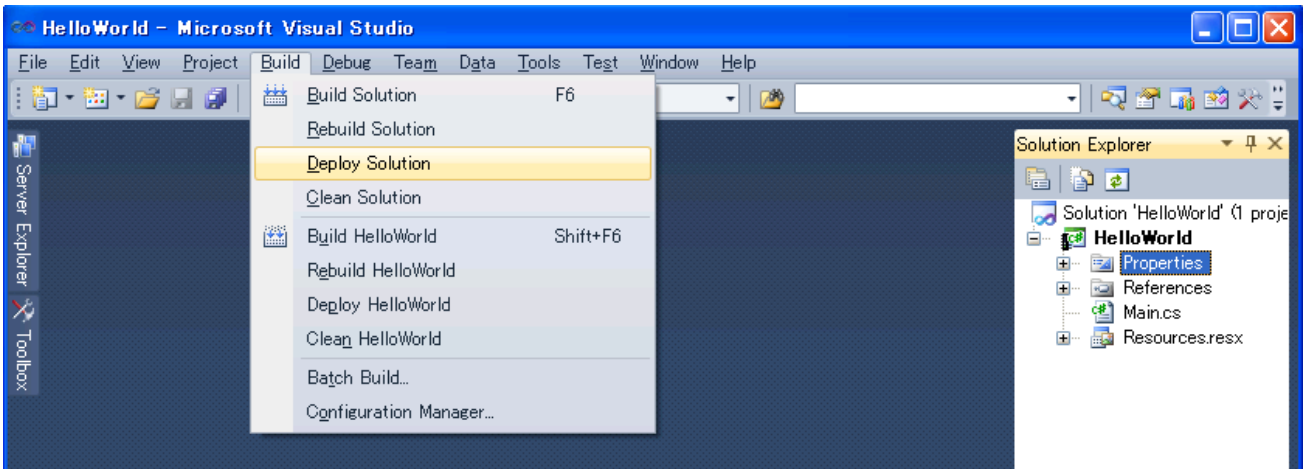 HelloWorld - Microsoft Visual Studio
File Edit View Project Build Debug Team Data Tools Test Window Help
Build Solution F6
Rebuild Solution
Deploy Solution
Clean Solution
Build HelloWorld Shift+F6
Rebuild HelloWorld
Deploy HelloWorld
Clean HelloWorld
Batch Build...
Configuration Manager...
Server Explorer
Toolbox
Solution Explorer
Solution 'HelloWorld' (1 proje
HelloWorld
Properties
References
Main.cs
Resources.resx